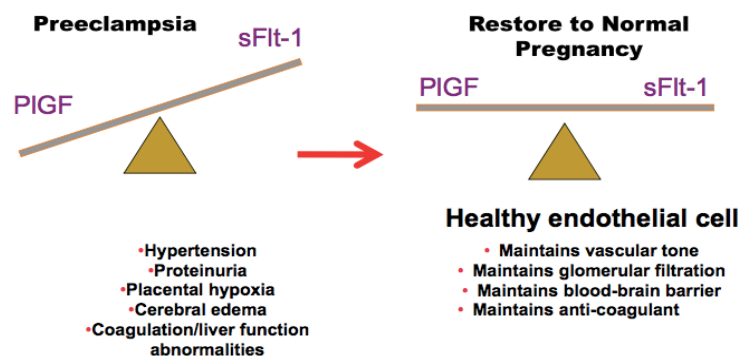 Preeclampsia
sFlt-1
PlGF
•Hypertension
•Proteinuria
•Placental hypoxia
•Cerebral edema
•Coagulation/liver function
abnormalities
Restore to Normal
Pregnancy
PlGF sFlt-1
Healthy endothelial cell
• Maintains vascular tone
• Maintains glomerular filtration
• Maintains blood-brain barrier
• Maintains anti-coagulant